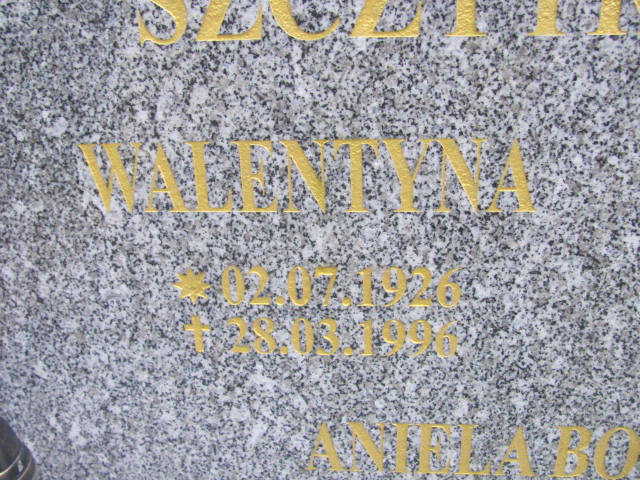 WALENTYNA
* 02.07.1926
† 28.03.1996
ANIELA BO